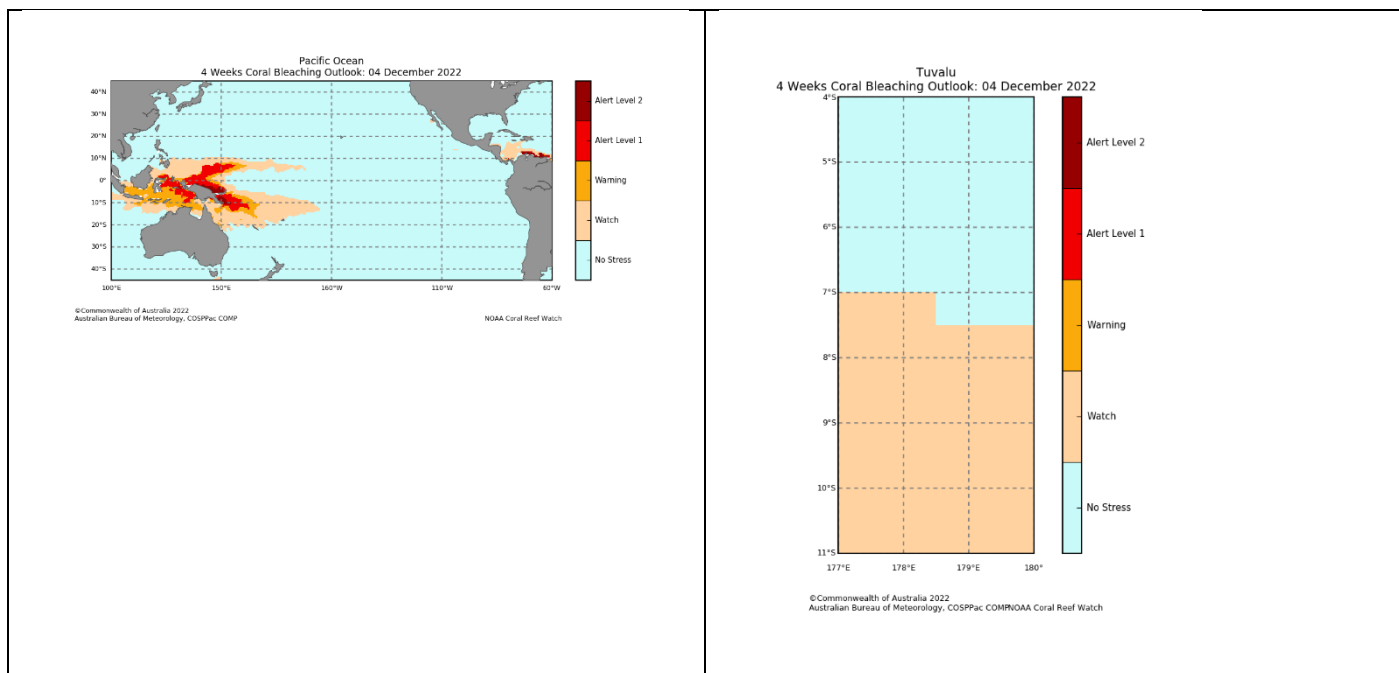 Pacific Ocean
4 Weeks Coral Bleaching Outlook: 04 December 2022
40°N
30°N
20°N
10°N
0°
10°S
20°S
30°S
40°S
100°E 150°E 160°W 110°W 60°W
Alert Level 2
Alert Level 1
Warning
Watch
No Stress
©Commonwealth of Australia 2022
Australian Bureau of Meteorology, COSPPac COMP NOAA Coral Reef Watch
Tuvalu
4 Weeks Coral Bleaching Outlook: 04 December 2022
4°S
5°S
6°S
7°S
8°S
9°S
10°S
11°S
177°E 178°E 179°E 180°
Alert Level 2
Alert Level 1
Warning
Watch
No Stress
©Commonwealth of Australia 2022
Australian Bureau of Meteorology, COSPPac COMPNOAA Coral Reef Watch